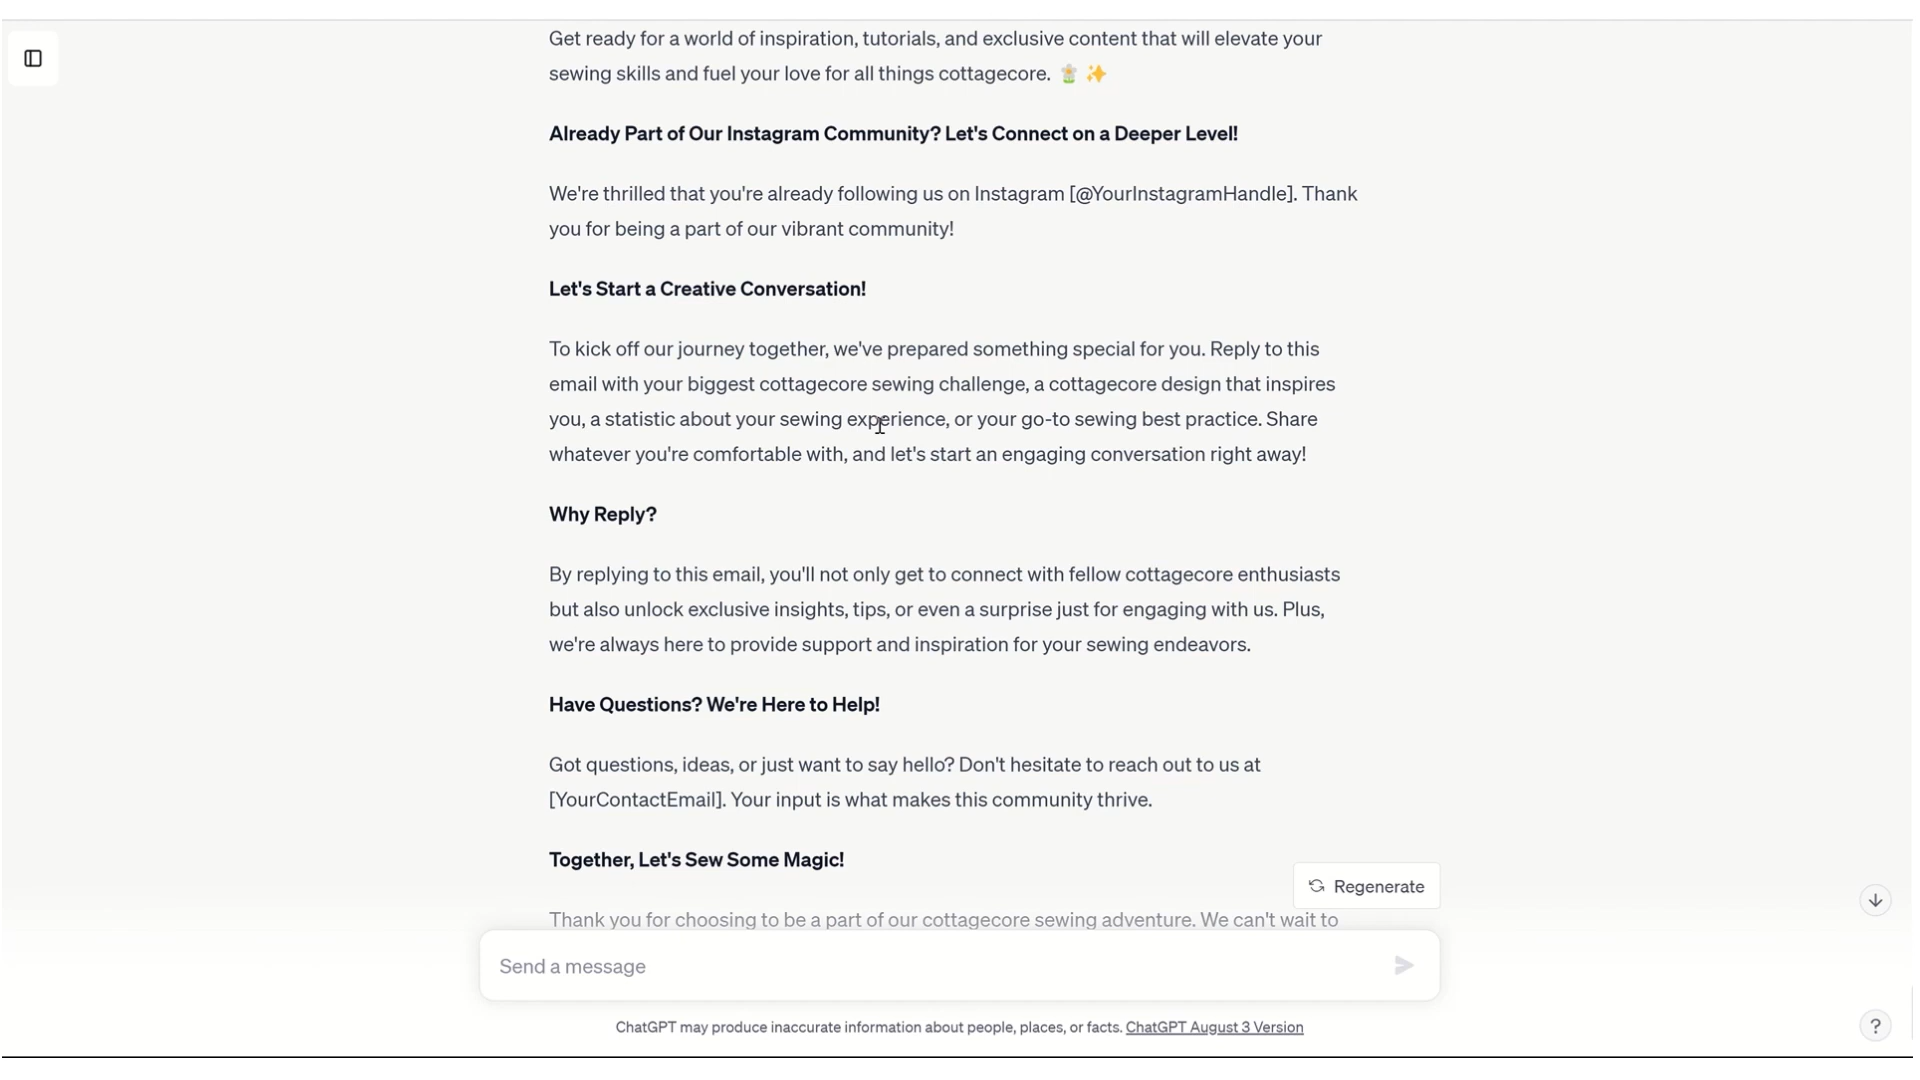 Get ready for a world of inspiration, tutorials, and exclusive content that will elevate your
sewing skills and fuel your love for all things cottagecore.
Already Part of Our Instagram Community? Let's Connect on a Deeper Level!
We're thrilled that you're already following us on Instagram [@YourInstagramHandle]. Thank
you for being a part of our vibrant community!
Let's Start a Creative Conversation!
To kick off our journey together, we've prepared something special for you. Reply to this
email with your biggest cottagecore sewing challenge, a cottagecore design that inspires
you, a statistic about your sewing experience, or your go-to sewing best practice. Share
whatever you're comfortable with, and let's start an engaging conversation right away!
Why Reply?
By replying to this email, you'll not only get to connect with fellow cottagecore enthusiasts
but also unlock exclusive insights, tips, or even a surprise just for engaging with us. Plus,
we're always here to provide support and inspiration for your sewing endeavors.
Have Questions? We're Here to Help!
Got questions, ideas, or just want to say hello? Don't hesitate to reach out to us at
[YourContactEmail]. Your input is what makes this community thrive.
Together, Let's Sew Some Magic!
Regenerate
Thank you for choosing to be a part of our cottagecore sewing adventure. We can't wait to
Send a message
ChatGPT may produce inaccurate information about people, places, or facts. ChatGPT August 3 Version
?